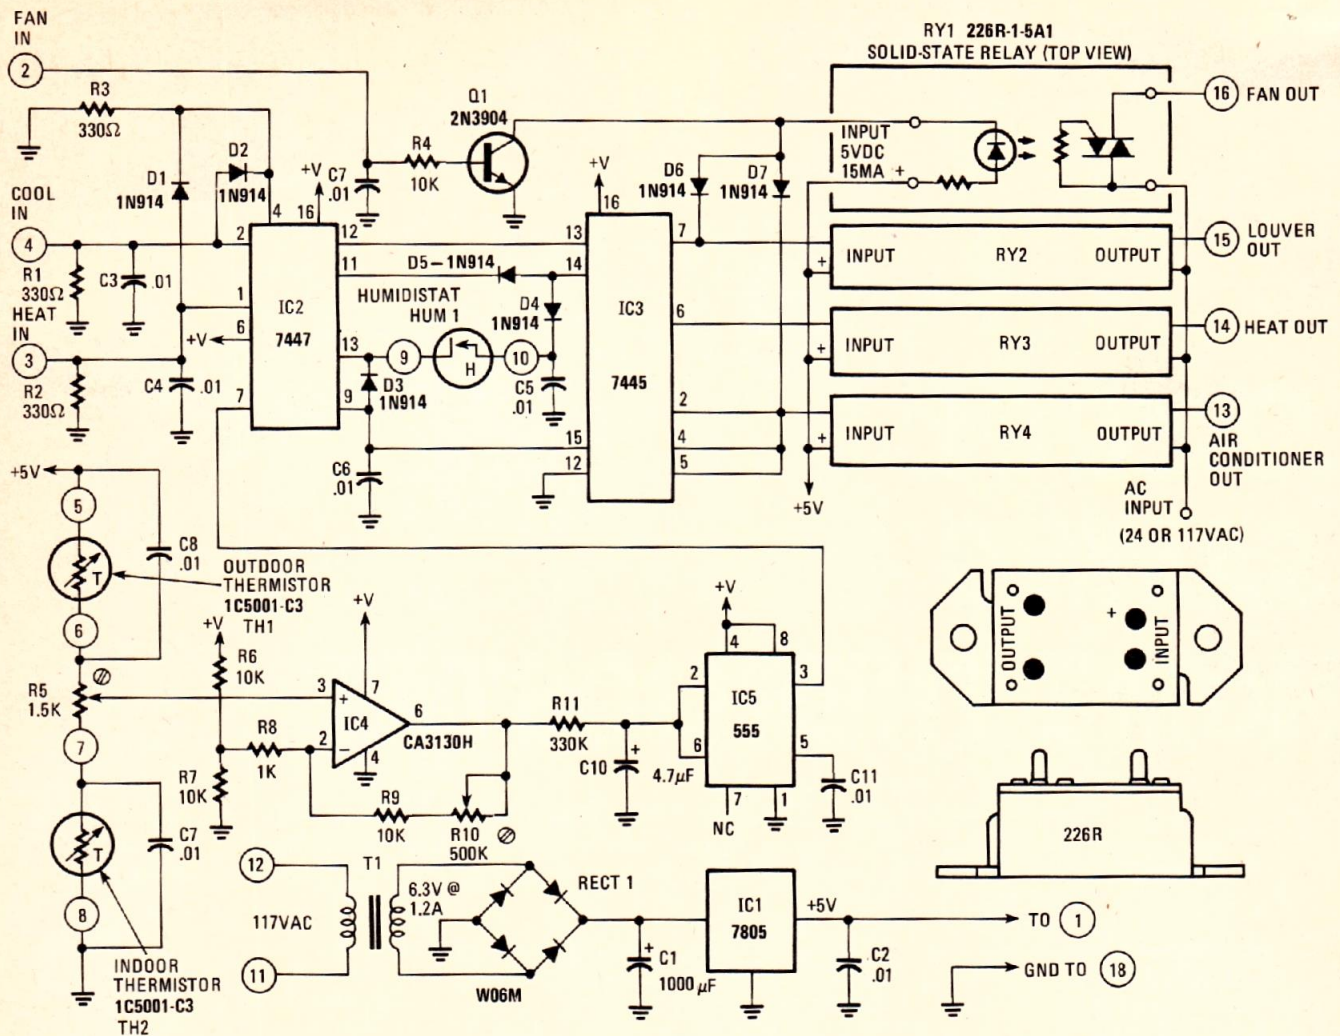 FAN
IN
2
R3
330Ω
D2
1N914
D1
1N914
+V
4
16
COOL
IN
4
2
R1
330Ω
C3
.01
HEAT
IN
1
+V
6
3
R2
330Ω
C4
.01
7
IC2
7447
12
11
13
9
C7
.01
R4
10K
Q1
2N3904
D5–1N914
HUMIDISTAT
HUM 1
9
H
10
D4
1N914
D3
1N914
C5
.01
C6
.01
+V
16
13
14
15
12
IC3
7445
7
6
2
4
5
D6
1N914
D7
1N914
RY1 226R-1-5A1
SOLID-STATE RELAY (TOP VIEW)
INPUT
5VDC
15MA
+
16
FAN OUT
INPUT
+
RY2
OUTPUT
15
LOUVER
OUT
INPUT
+
RY3
OUTPUT
14
HEAT OUT
INPUT
+
RY4
OUTPUT
13
AIR
CONDITIONER
OUT
+5V
AC
INPUT
(24 OR 117VAC)
+5V
5
T
C8
.01
OUTDOOR
THERMISTOR
1C5001-C3
TH1
6
R5
1.5K
7
C7
.01
T
8
INDOOR
THERMISTOR
1C5001-C3
TH2
+V
R6
10K
R8
1K
R7
10K
+V
3
+
7
IC4
6
2
–
4
CA3130H
R9
10K
R10
500K
R11
330K
+
C10
4.7μF
+V
4
8
2
IC5
3
555
6
5
7
1
NC
C11
.01
OUTPUT
+
INPUT
226R
12
117VAC
11
T1
6.3V @
1.2A
RECT 1
W06M
+
C1
1000 μF
IC1
7805
+5V
C2
.01
TO 1
GND TO 18